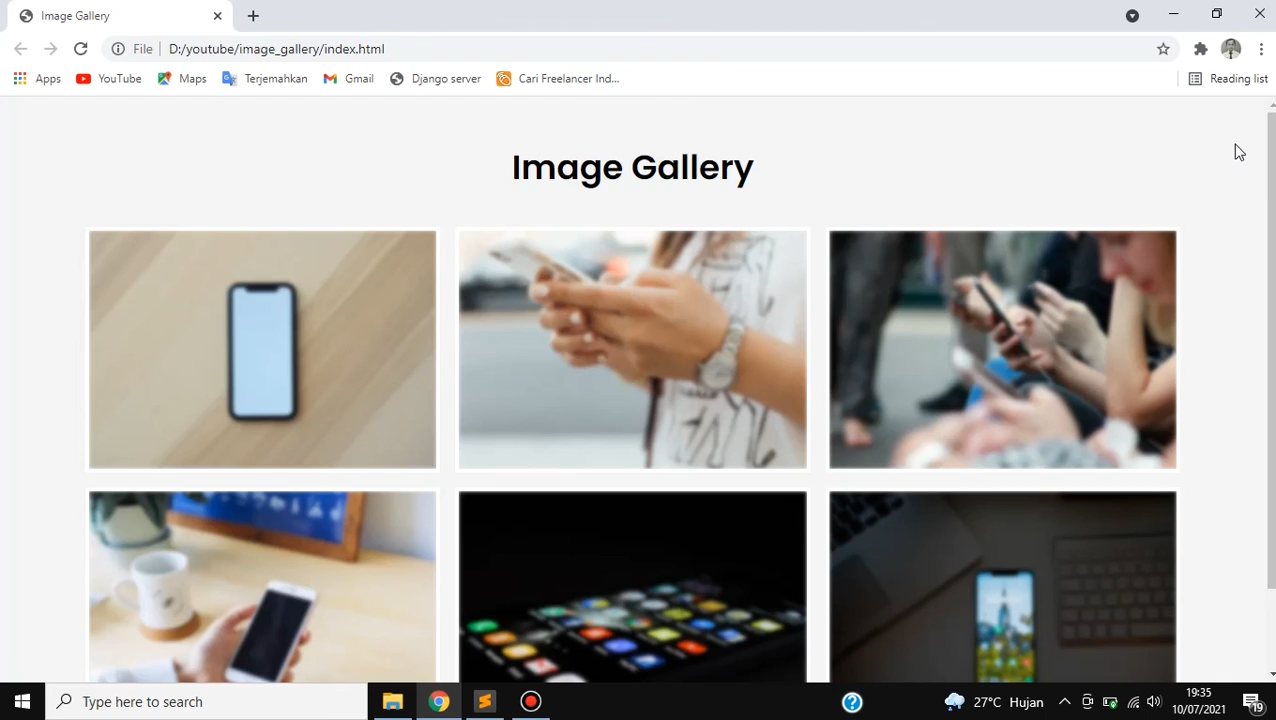 Image Gallery
File D:/youtube/image_gallery/index.html
Apps YouTube Maps Terjemahkan Gmail Django server Cari Freelancer Ind... Reading list
Image Gallery
Type here to search
27°C Hujan
19:35
10/07/2021
19